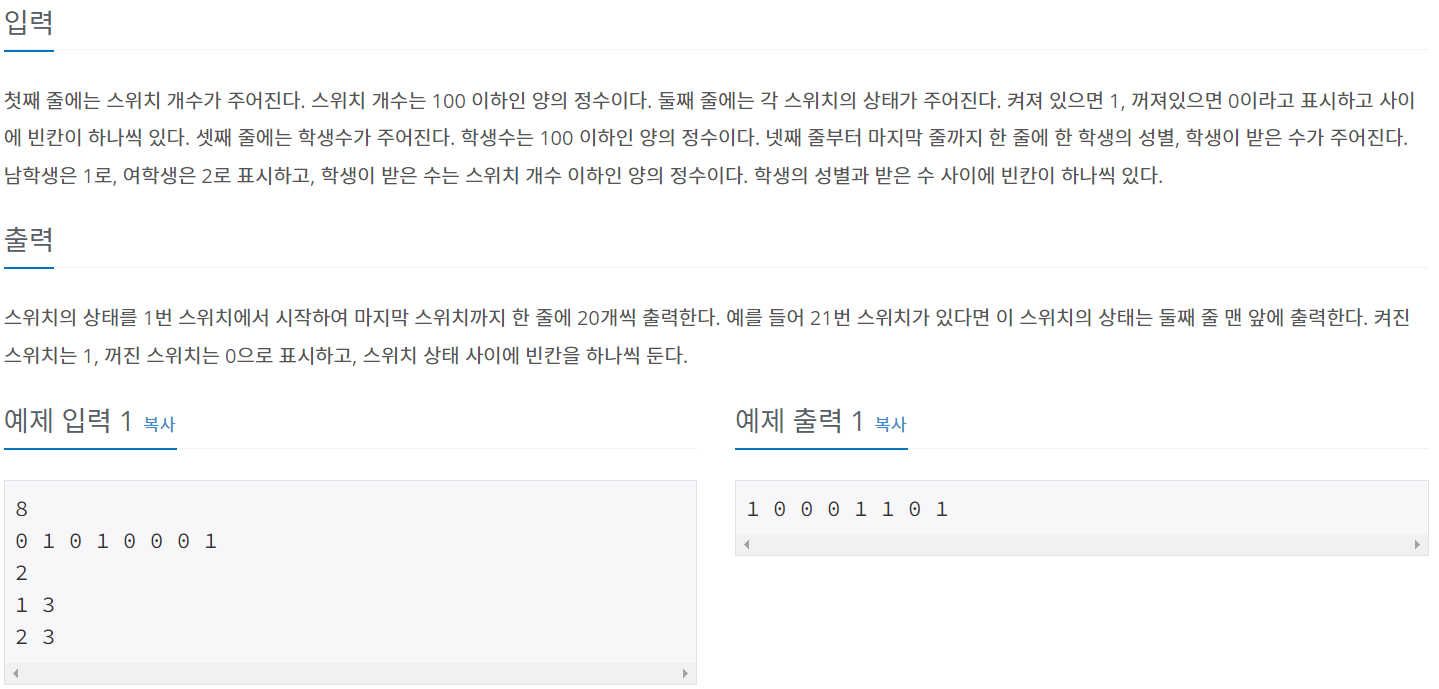 입력
첫째 줄에는 스위치 개수가 주어진다. 스위치 개수는 100 이하인 양의 정수이다. 둘째 줄에는 각 스위치의 상태가 주어진다. 켜져 있으면 1, 꺼져있으면 0이라고 표시하고 사이
에 빈칸이 하나씩 있다. 셋째 줄에는 학생수가 주어진다. 학생수는 100 이하인 양의 정수이다. 넷째 줄부터 마지막 줄까지 한 줄에 한 학생의 성별, 학생이 받은 수가 주어진다.
남학생은 1로, 여학생은 2로 표시하고, 학생이 받은 수는 스위치 개수 이하인 양의 정수이다. 학생의 성별과 받은 수 사이에 빈칸이 하나씩 있다.
출력
스위치의 상태를 1번 스위치에서 시작하여 마지막 스위치까지 한 줄에 20개씩 출력한다. 예를 들어 21번 스위치가 있다면 이 스위치의 상태는 둘째 줄 맨 앞에 출력한다. 켜진
스위치는 1, 꺼진 스위치는 0으로 표시하고, 스위치 상태 사이에 빈칸을 하나씩 둔다.
예제 입력 1 복사
8
0 1 0 1 0 0 0 1
2
1 3
2 3
예제 출력 1 복사
1 0 0 0 1 1 0 1